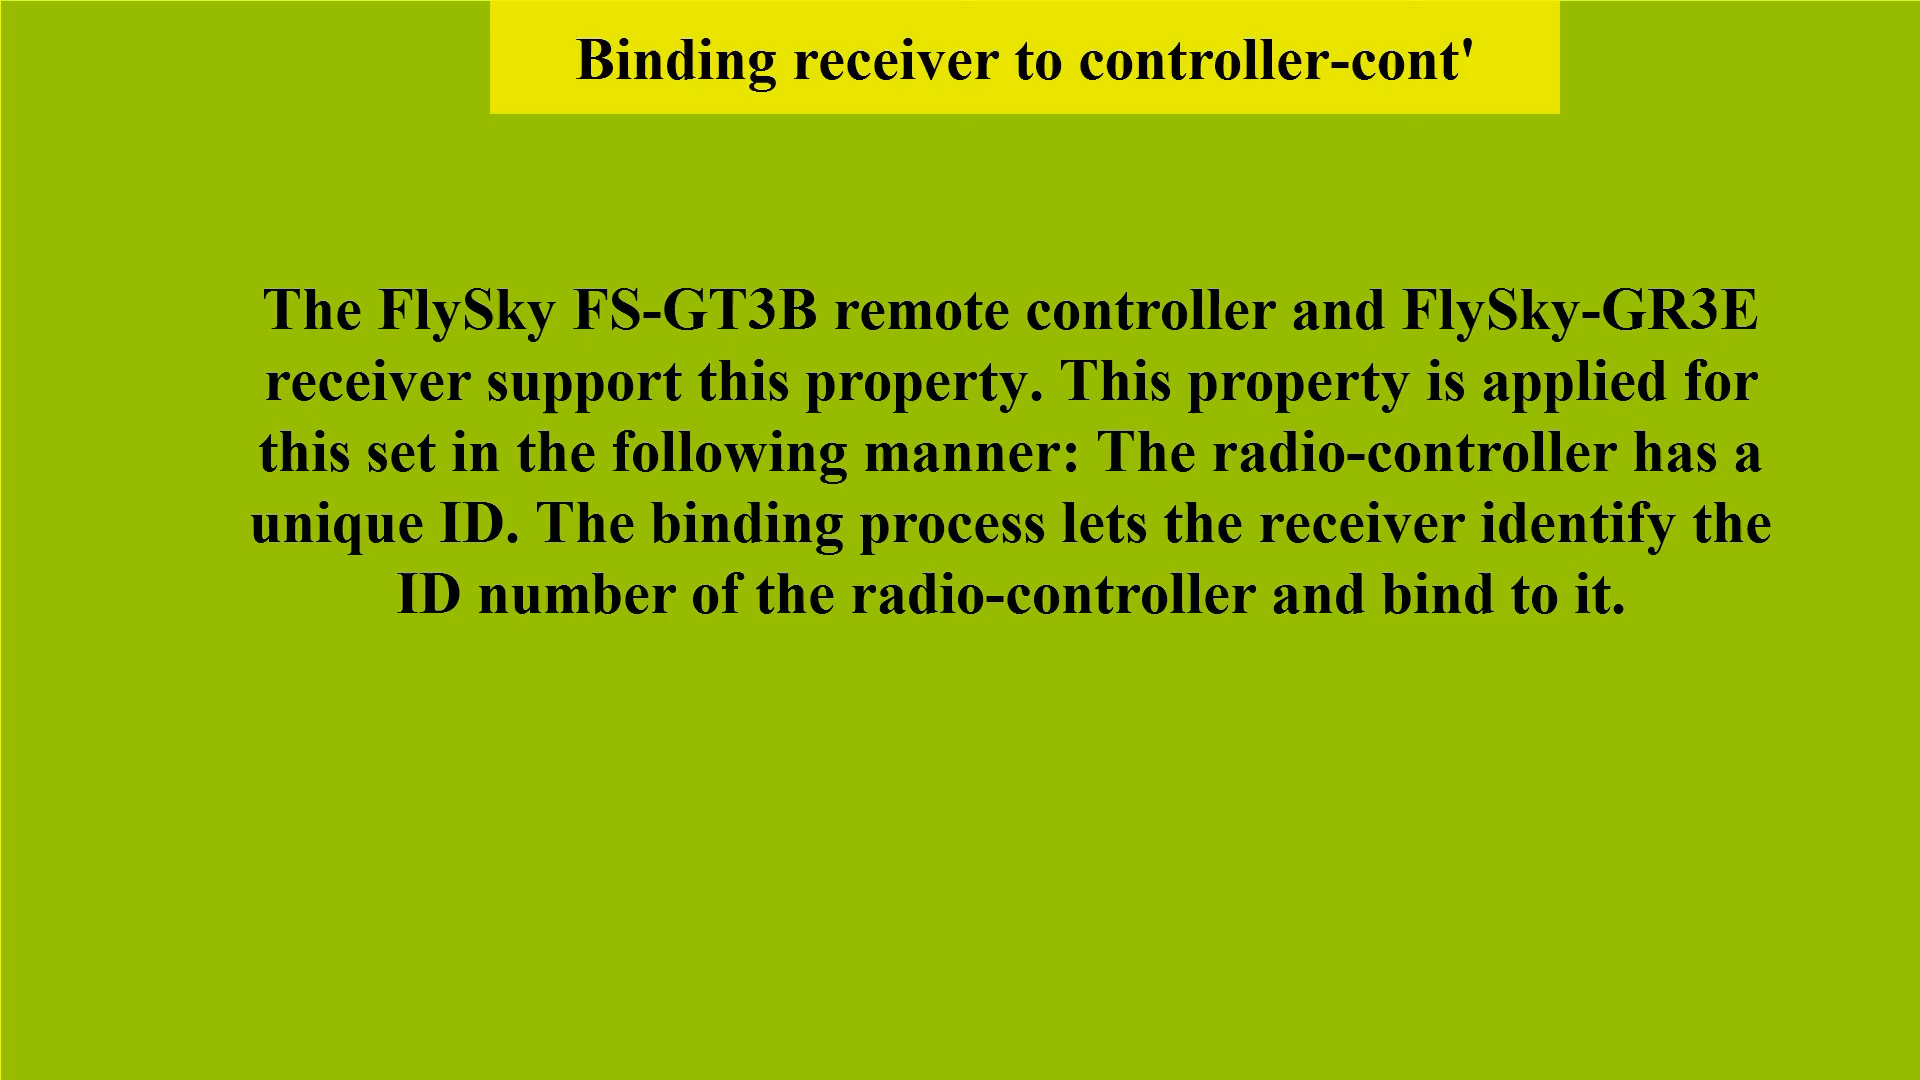 Binding receiver to controller-cont'
The FlySky FS-GT3B remote controller and FlySky-GR3E
receiver support this property. This property is applied for
this set in the following manner: The radio-controller has a
unique ID. The binding process lets the receiver identify the
ID number of the radio-controller and bind to it.